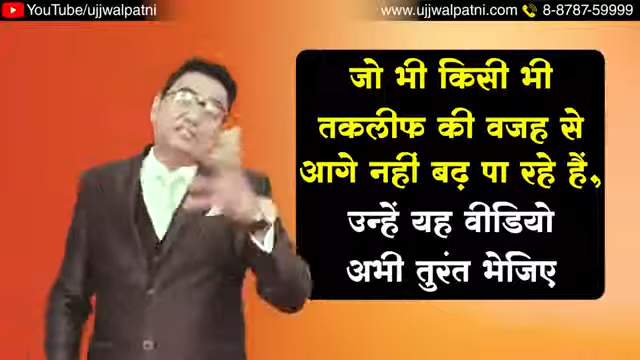 YouTube/ujjwalpatni
www.ujjwalpatni.com 8-8787-59999
जो भी किसी भी
तकलीफ की वजह से
आगे नहीं बढ़ पा रहे हैं,
उन्हें यह वीडियो
अभी तुरंत भेजिए